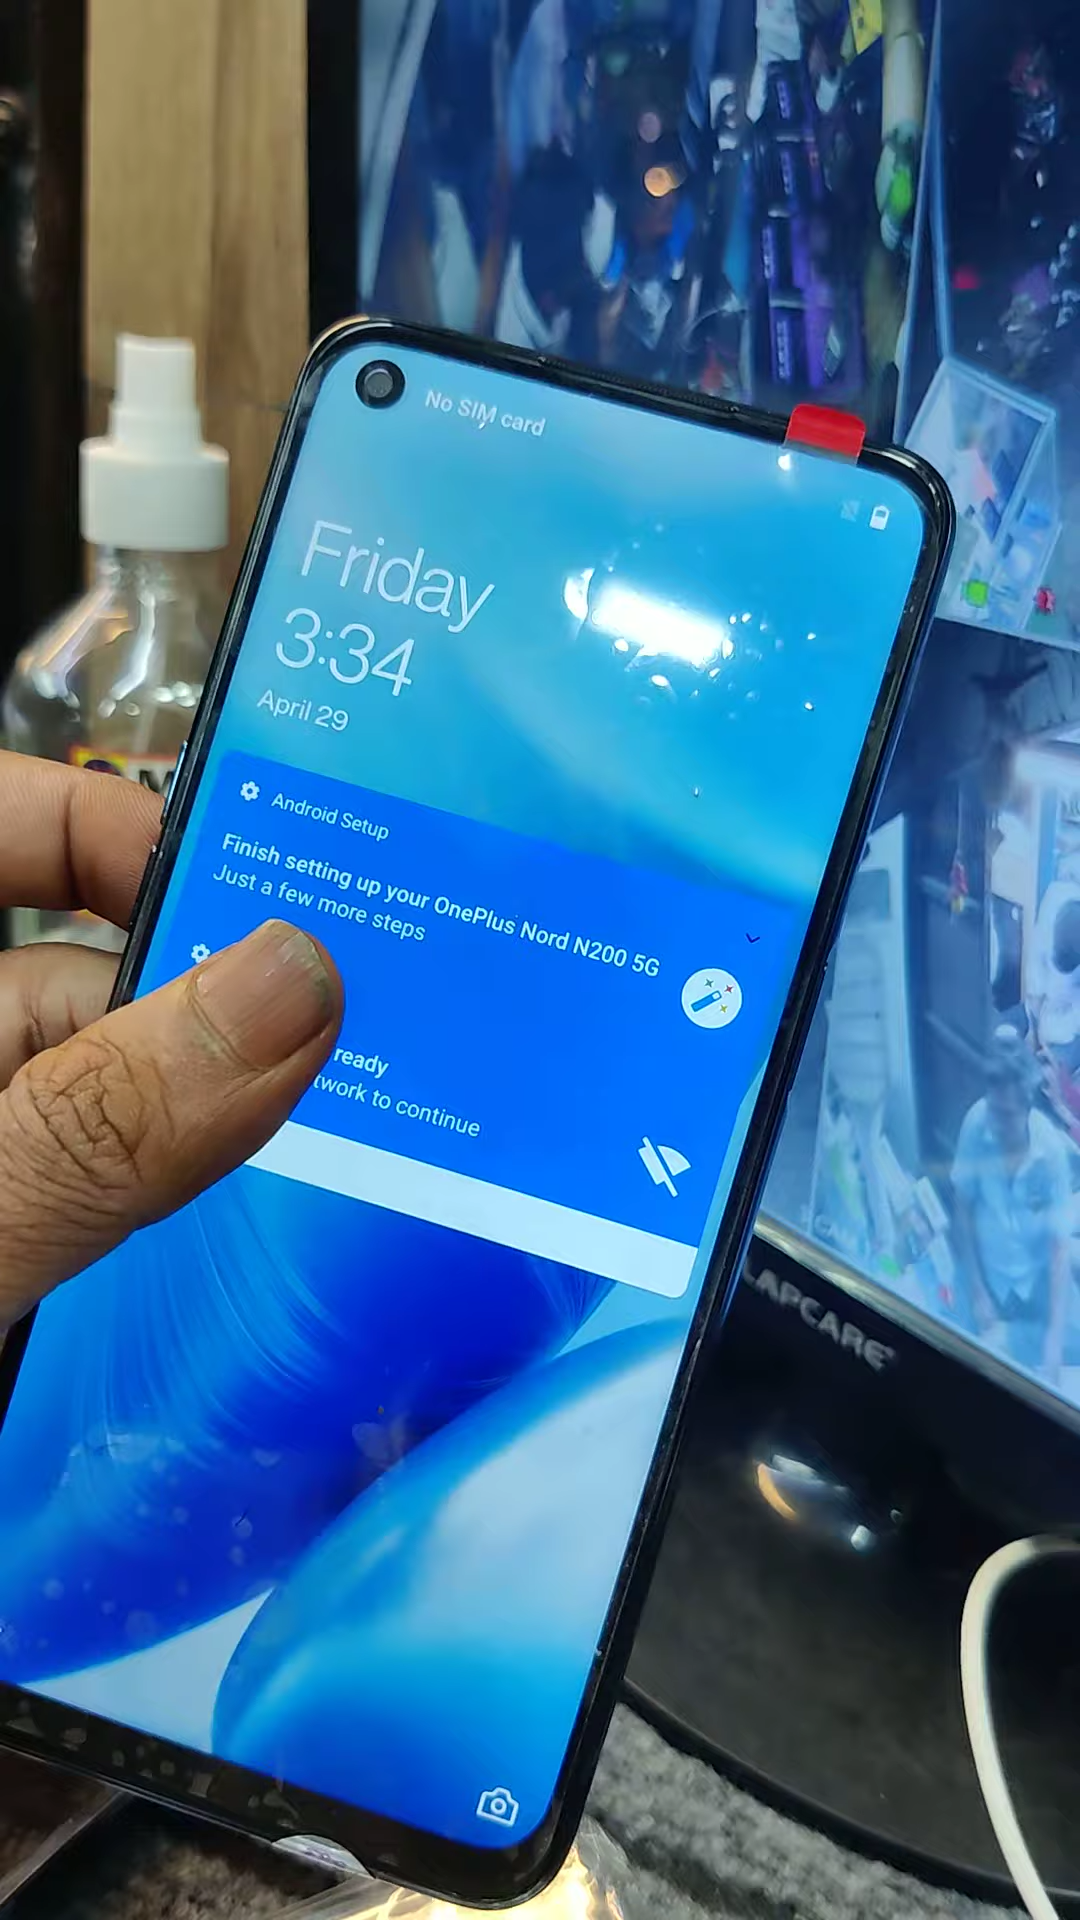 No SIM card
Friday
3:34
April 29
Android Setup
Finish setting up your OnePlus Nord N200 5G
Just a few more steps
ready
twork to continue
LAPCARE